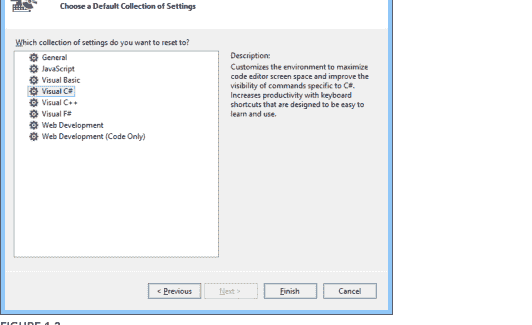 Choose a Default Collection of Settings
Which collection of settings do you want to reset to?
General
JavaScript
Visual Basic
Visual C#
Visual C++
Visual F#
Web Development
Web Development (Code Only)
Description:
Customizes the environment to maximize
code editor screen space and improve the
visibility of commands specific to C#.
Increases productivity with keyboard
shortcuts that are designed to be easy to
learn and use.
< Previous
Next >
Finish
Cancel